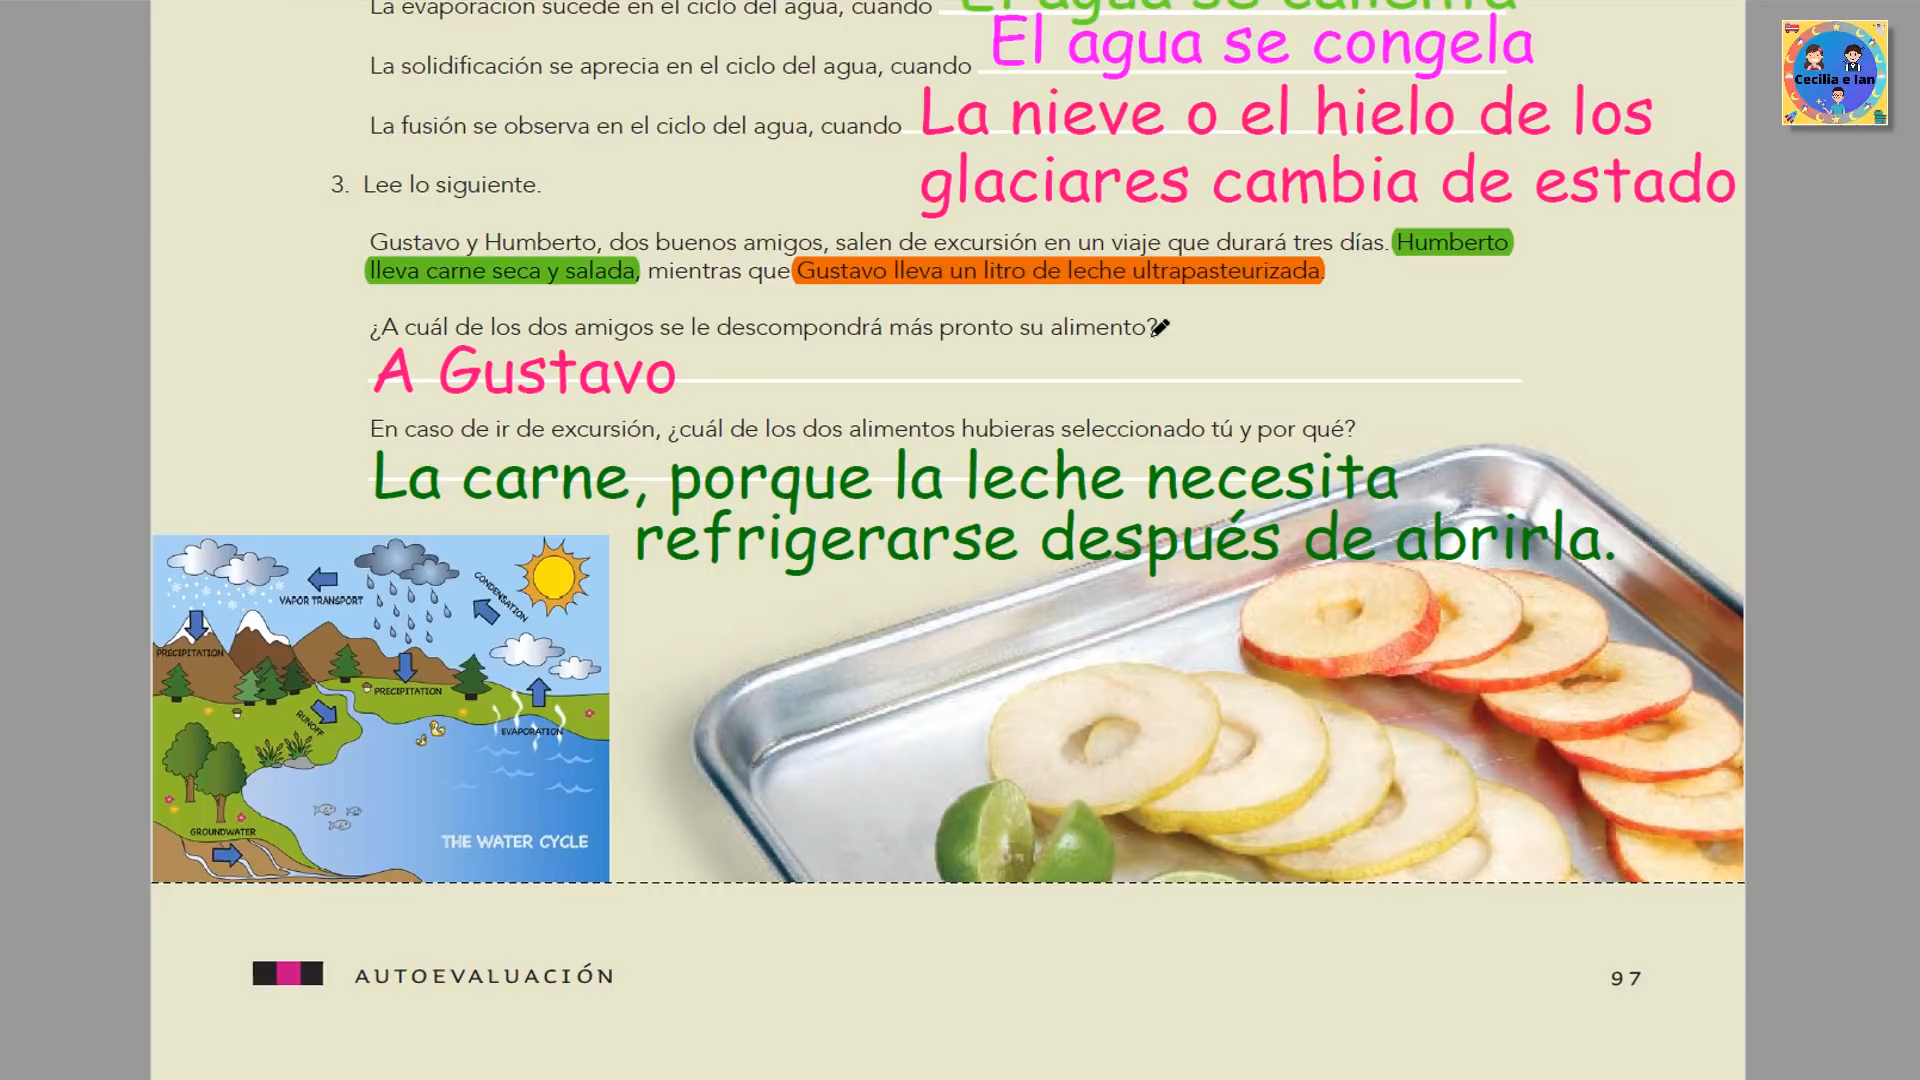 La evaporación sucede en el ciclo del agua, cuando El agua se calienta
La solidificación se aprecia en el ciclo del agua, cuando El agua se congela
La fusión se observa en el ciclo del agua, cuando La nieve o el hielo de los
glaciares cambia de estado
3. Lee lo siguiente.
Gustavo y Humberto, dos buenos amigos, salen de excursión en un viaje que durará tres días. Humberto
lleva carne seca y salada, mientras que Gustavo lleva un litro de leche ultrapasteurizada.
¿A cuál de los dos amigos se le descompondrá más pronto su alimento?
A Gustavo
En caso de ir de excursión, ¿cuál de los dos alimentos hubieras seleccionado tú y por qué?
La carne, porque la leche necesita
refrigerarse después de abrirla.
VAPOR TRANSPORT
CONDENSATION
PRECIPITATION
PRECIPITATION
RUNOFF
EVAPORATION
GROUNDWATER
THE WATER CYCLE
AUTOEVALUACIÓN
97
Cecilia e Ian